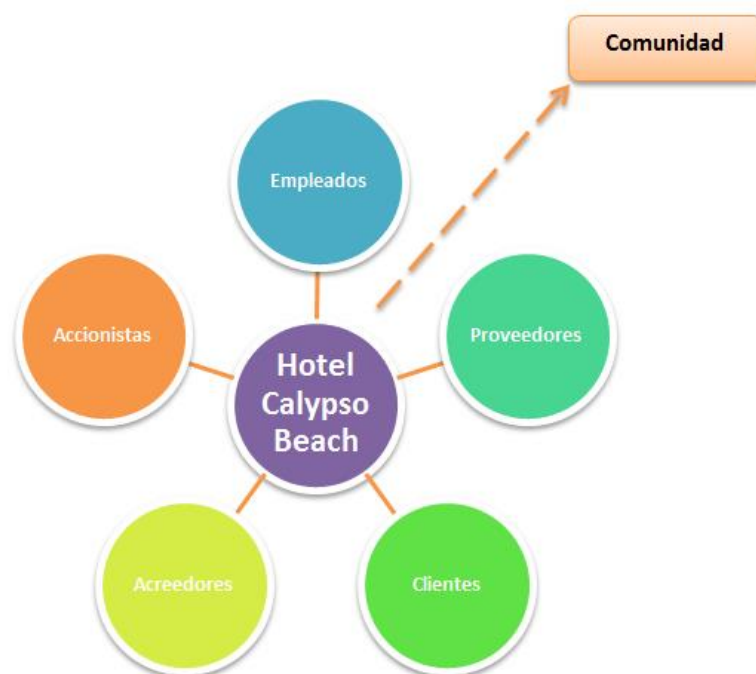 Comunidad
Empleados
Accionistas
Proveedores
Hotel
Calypso
Beach
Acreedores
Clientes